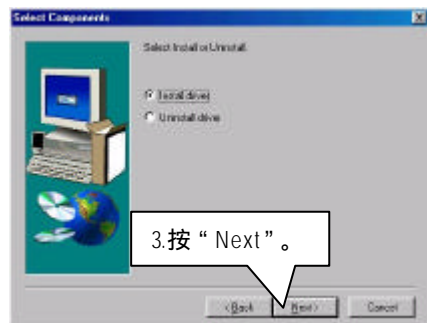 Select Components
Select Install or Uninstall.
Install driver
Uninstall driver
3.按“Next”。
<Back
Next>
Cancel